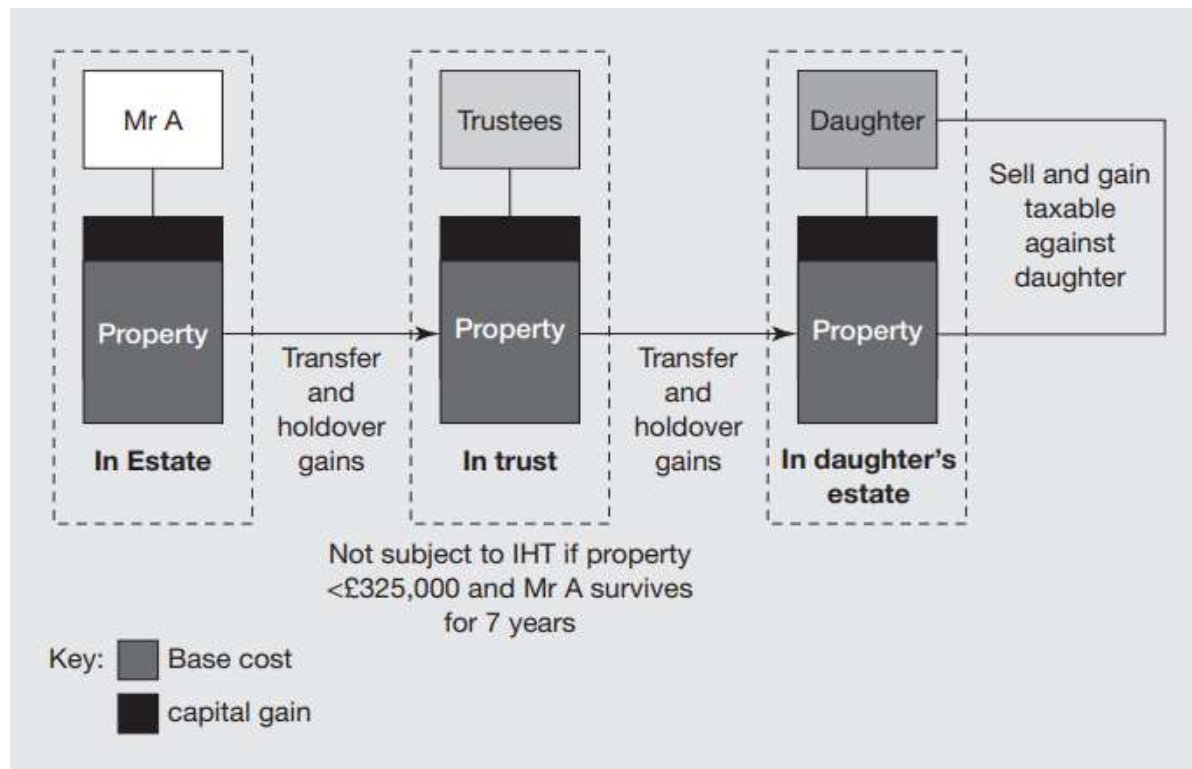 Mr A
Trustees
Daughter
Sell and gain
taxable
against
daughter
Property
Transfer
and
holdover
gains
Property
Transfer
and
holdover
gains
Property
In Estate
In trust
In daughter's
estate
Not subject to IHT if property
<£325,000 and Mr A survives
for 7 years
Key:
Base cost
capital gain